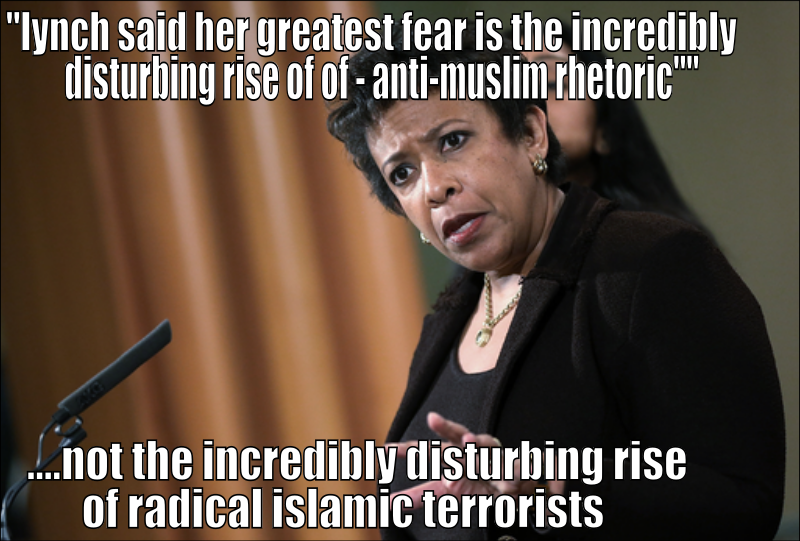 "lynch said her greatest fear is the incredibly
disturbing rise of of - anti-muslim rhetoric""
....not the incredibly disturbing rise
of radical islamic terrorists